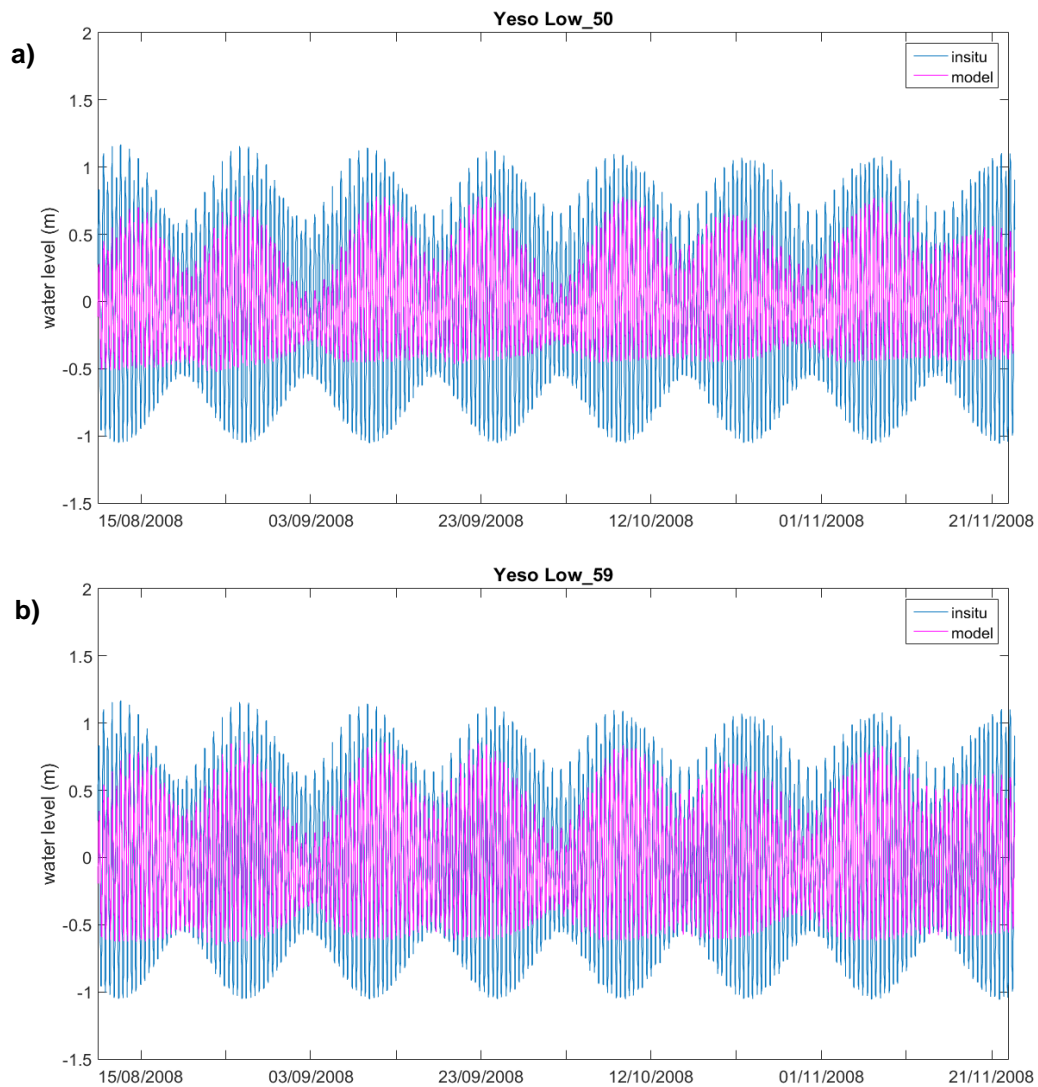 Yeso Low_50
a)
2
insitu
model
1.5
1
0.5
0
-0.5
-1
-1.5
water level (m)
15/08/2008 03/09/2008 23/09/2008 12/10/2008 01/11/2008 21/11/2008
Yeso Low_59
b)
2
insitu
model
1.5
1
0.5
0
-0.5
-1
-1.5
water level (m)
15/08/2008 03/09/2008 23/09/2008 12/10/2008 01/11/2008 21/11/2008